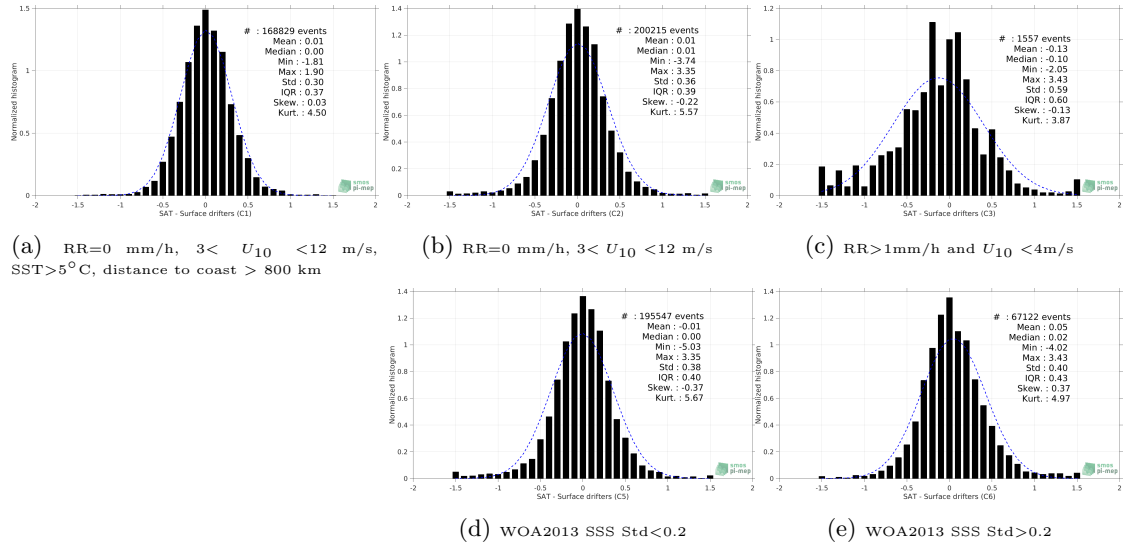 Normalized histogram
1.5
1
0.5
0
# : 168829 events
Mean : 0.01
Median : 0.00
Min : -1.81
Max : 1.90
Std : 0.30
IQR : 0.37
Skew. : 0.03
Kurt. : 4.50
smos
pi-mep
-2 -1.5 -1 -0.5 0 0.5 1 1.5 2
SAT - Surface drifters (C1)
(a) RR=0 mm/h, 3< U10 <12 m/s,
SST>5°C, distance to coast > 800 km
Normalized histogram
1.4
1.2
1
0.8
0.6
0.4
0.2
0
# : 200215 events
Mean : 0.01
Median : 0.01
Min : -3.74
Max : 3.35
Std : 0.36
IQR : 0.39
Skew. : -0.22
Kurt. : 5.57
smos
pi-mep
-2 -1.5 -1 -0.5 0 0.5 1 1.5 2
SAT - Surface drifters (C2)
(b) RR=0 mm/h, 3< U10 <12 m/s
Normalized histogram
1.2
1
0.8
0.6
0.4
0.2
0
# : 1557 events
Mean : -0.13
Median : -0.10
Min : -2.05
Max : 3.43
Std : 0.59
IQR : 0.60
Skew. : -0.13
Kurt. : 3.87
smos
pi-mep
-2 -1.5 -1 -0.5 0 0.5 1 1.5 2
SAT - Surface drifters (C3)
(c) RR>1mm/h and U10 <4m/s
Normalized histogram
1.4
1.2
1
0.8
0.6
0.4
0.2
0
# : 195547 events
Mean : -0.01
Median : 0.00
Min : -5.03
Max : 3.35
Std : 0.38
IQR : 0.40
Skew. : -0.37
Kurt. : 5.67
smos
pi-mep
-2 -1.5 -1 -0.5 0 0.5 1 1.5 2
SAT - Surface drifters (C5)
(d) WOA2013 SSS Std<0.2
Normalized histogram
1.4
1.2
1
0.8
0.6
0.4
0.2
0
# : 67122 events
Mean : 0.05
Median : 0.02
Min : -4.02
Max : 3.43
Std : 0.40
IQR : 0.43
Skew. : 0.37
Kurt. : 4.97
smos
pi-mep
-2 -1.5 -1 -0.5 0 0.5 1 1.5 2
SAT - Surface drifters (C6)
(e) WOA2013 SSS Std>0.2